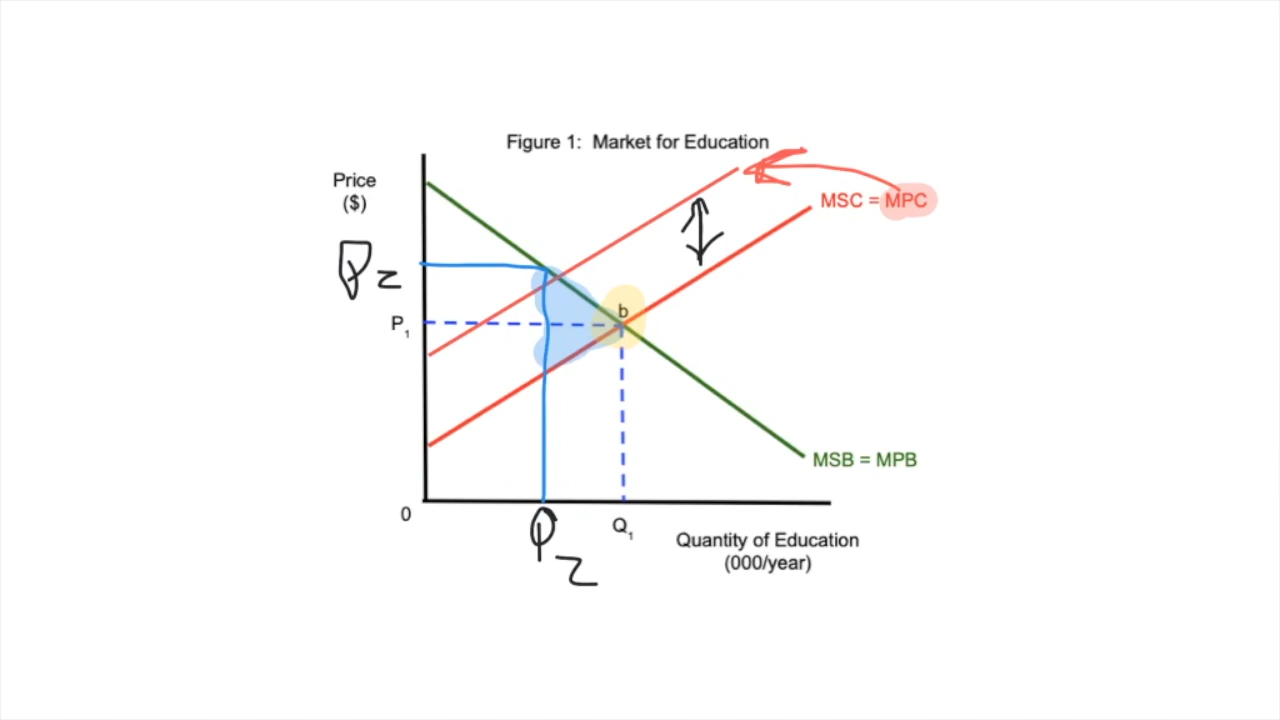 Figure 1: Market for Education
Price
($)
MSC = MPC
P2
b
P1
MSB = MPB
0
Q1
Q2
Quantity of Education
(000/year)